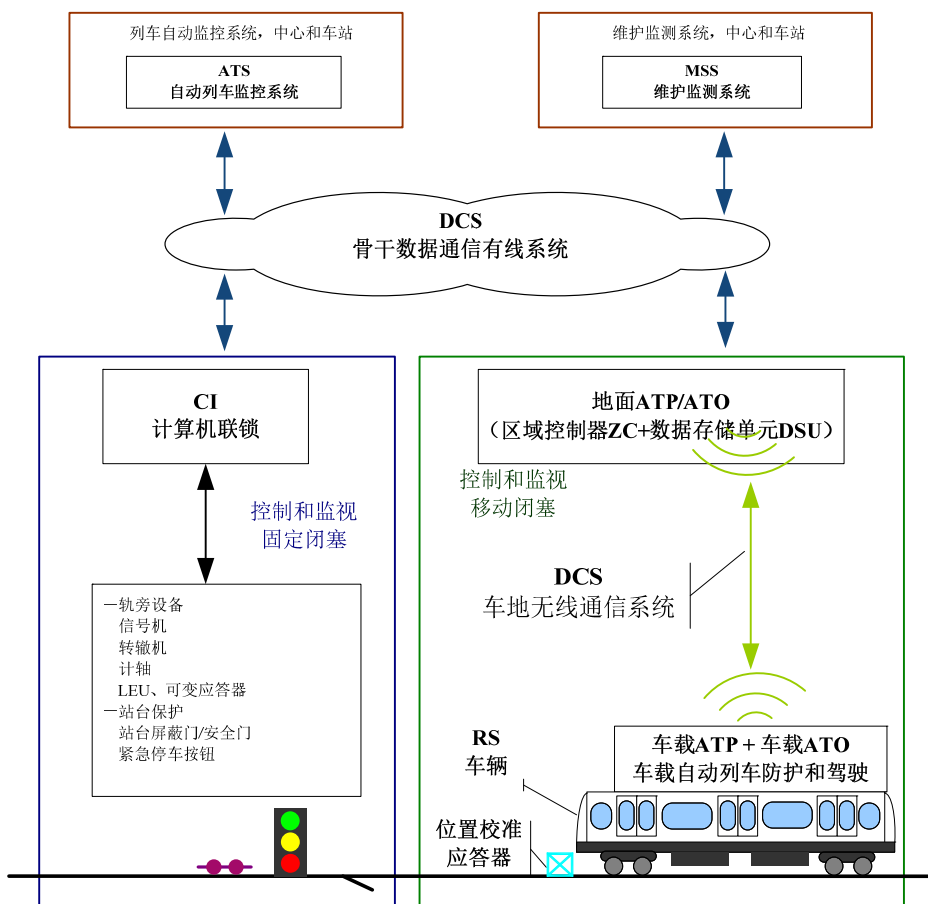 列车自动监控系统，中心和车站
ATS
自动列车监控系统
维护监测系统，中心和车站
MSS
维护监测系统
DCS
骨干数据通信有线系统
CI
计算机联锁
控制和监视
固定闭塞
－轨旁设备
信号机
转辙机
计轴
LEU、可变应答器
－站台保护
站台屏蔽门/安全门
紧急停车按钮
地面ATP/ATO
（区域控制器ZC+数据存储单元DSU）
控制和监视
移动闭塞
DCS
车地无线通信系统
RS
车辆
车载ATP + 车载ATO
车载自动列车防护和驾驶
位置校准
应答器